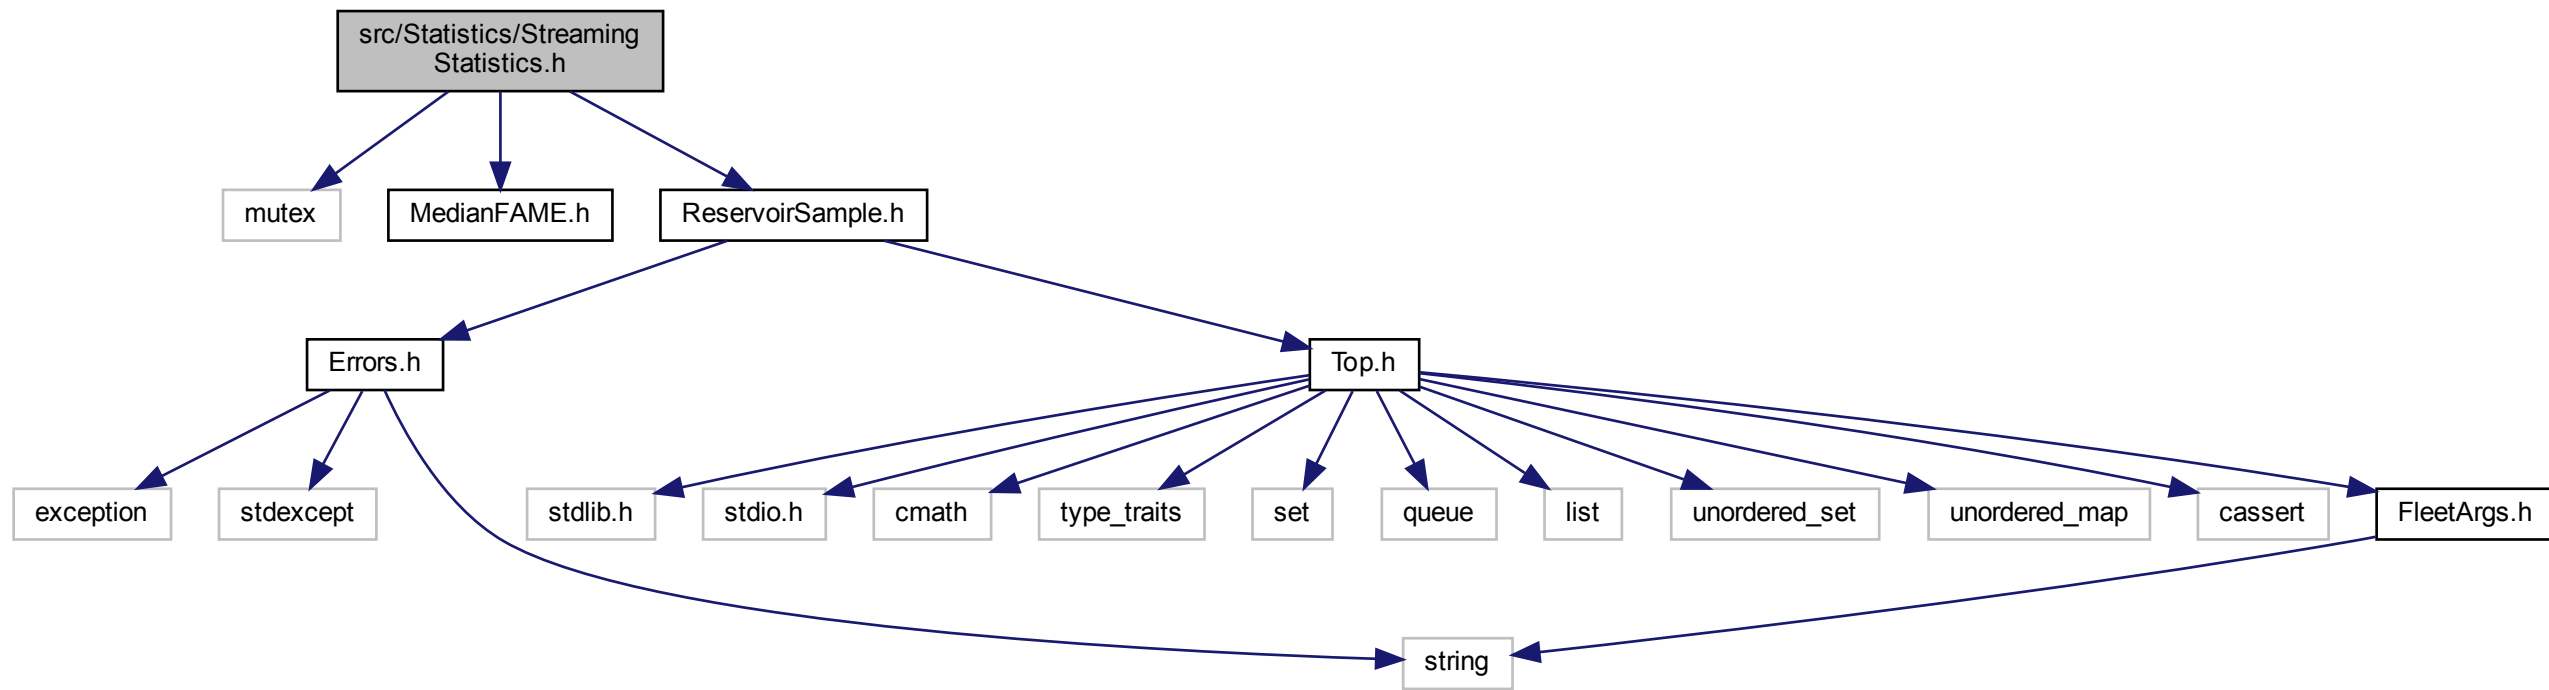 src/Statistics/Streaming
Statistics.h
mutex
MedianFAME.h
ReservoirSample.h
Errors.h
Top.h
exception
stdexcept
stdlib.h
stdio.h
cmath
type_traits
set
queue
list
unordered_set
unordered_map
cassert
FleetArgs.h
string